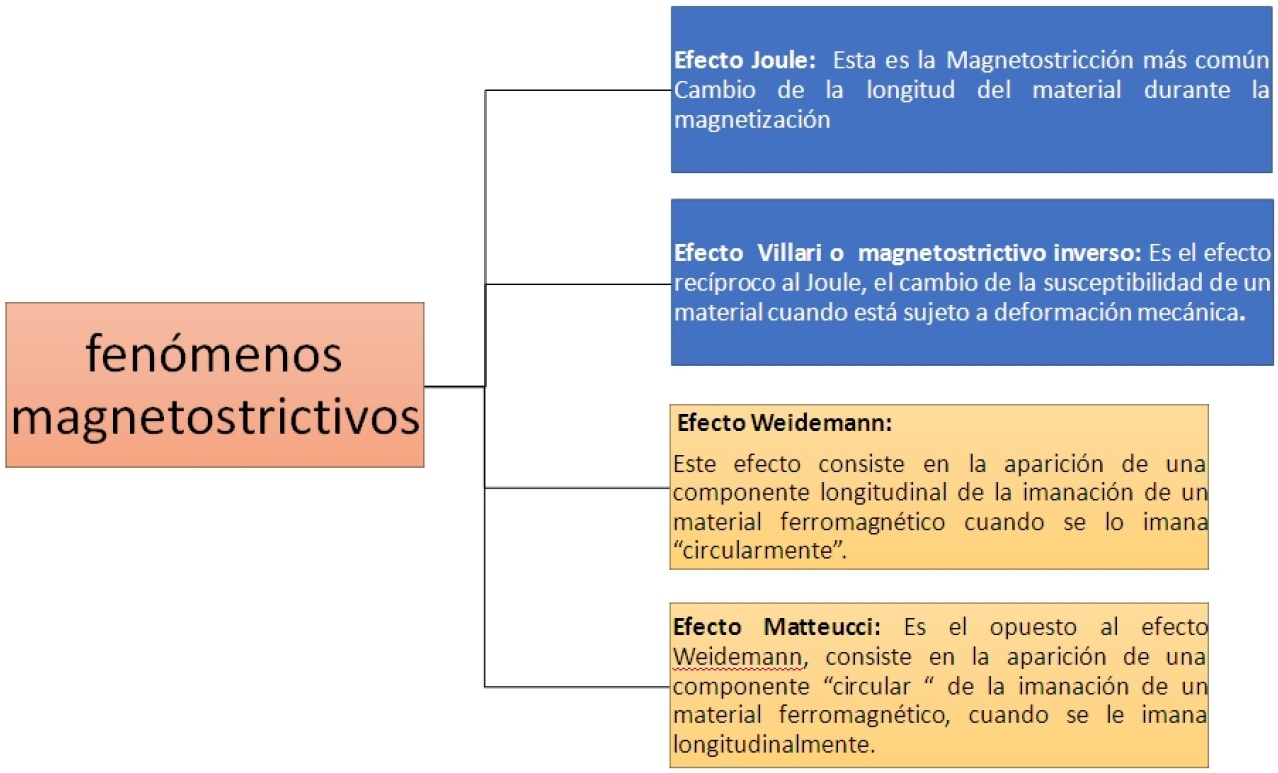 fenómenos
magnetostrictivos
Efecto Joule: Esta es la Magnetostricción más común
Cambio de la longitud del material durante la
magnetización
Efecto Villari o magnetostrictivo inverso: Es el efecto
recíproco al Joule, el cambio de la susceptibilidad de un
material cuando está sujeto a deformación mecánica.
Efecto Weidemann:
Este efecto consiste en la aparición de una
componente longitudinal de la imanación de un
material ferromagnético cuando se lo imana
“circularmente”.
Efecto Matteucci: Es el opuesto al efecto
Weidemann, consiste en la aparición de una
componente “circular “ de la imanación de un
material ferromagnético, cuando se le imana
longitudinalmente.